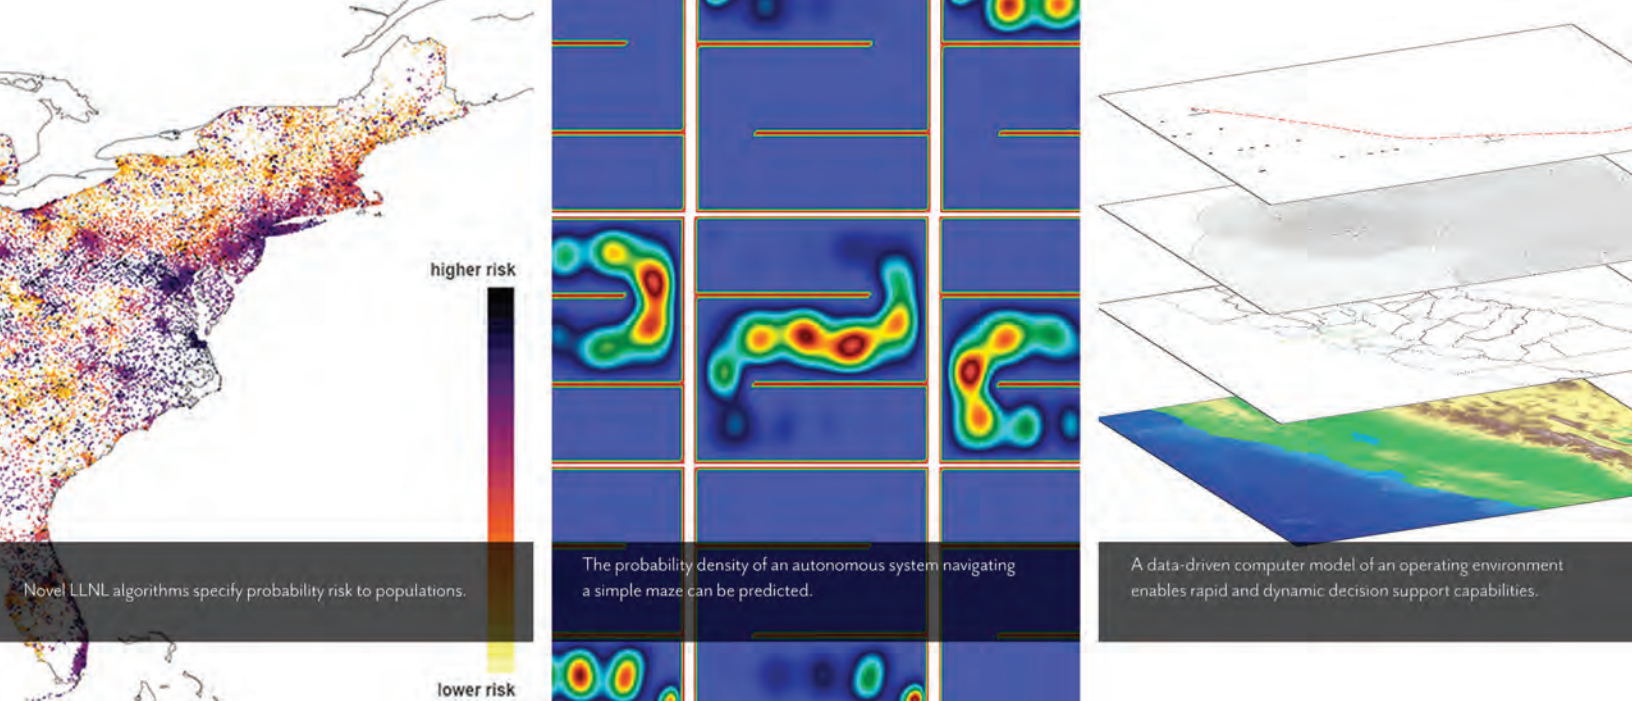 higher risk
lower risk
Novel LLNL algorithms specify probability risk to populations.
The probability density of an autonomous system navigating
a simple maze can be predicted.
A data-driven computer model of an operating environment
enables rapid and dynamic decision support capabilities.